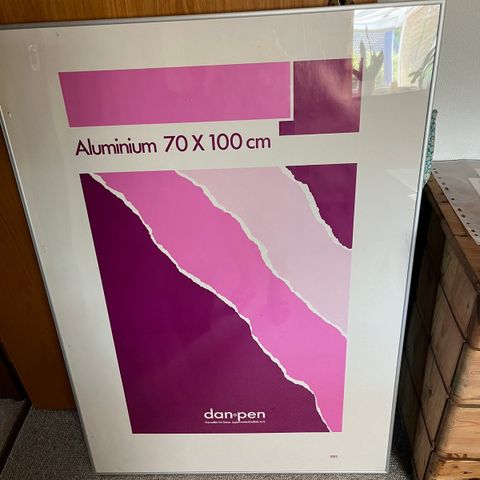 Aluminium 70 X 100 cm
dan-pen